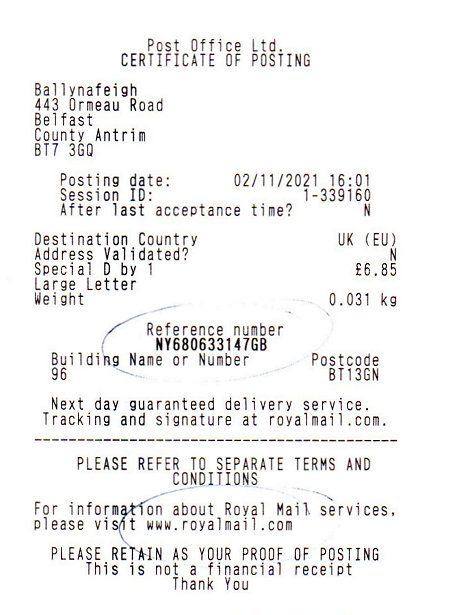 Post Office Ltd.
CERTIFICATE OF POSTING
Ballynafeigh
443 Ormeau Road
Belfast
County Antrim
BT7 3GQ
Posting date: 02/11/2021 16:01
Session ID: 1-339160
After last acceptance time? N
Destination Country UK (EU)
Address Validated? N
Special D by 1 £6.85
Large Letter
Weight 0.031 kg
Reference number
NY680633147GB
Building Name or Number Postcode
96 BT13GN
Next day guaranteed delivery service.
Tracking and signature at royalmail.com.
PLEASE REFER TO SEPARATE TERMS AND
CONDITIONS
For information about Royal Mail services,
please visit www.royalmail.com
PLEASE RETAIN AS YOUR PROOF OF POSTING
This is not a financial receipt
Thank You